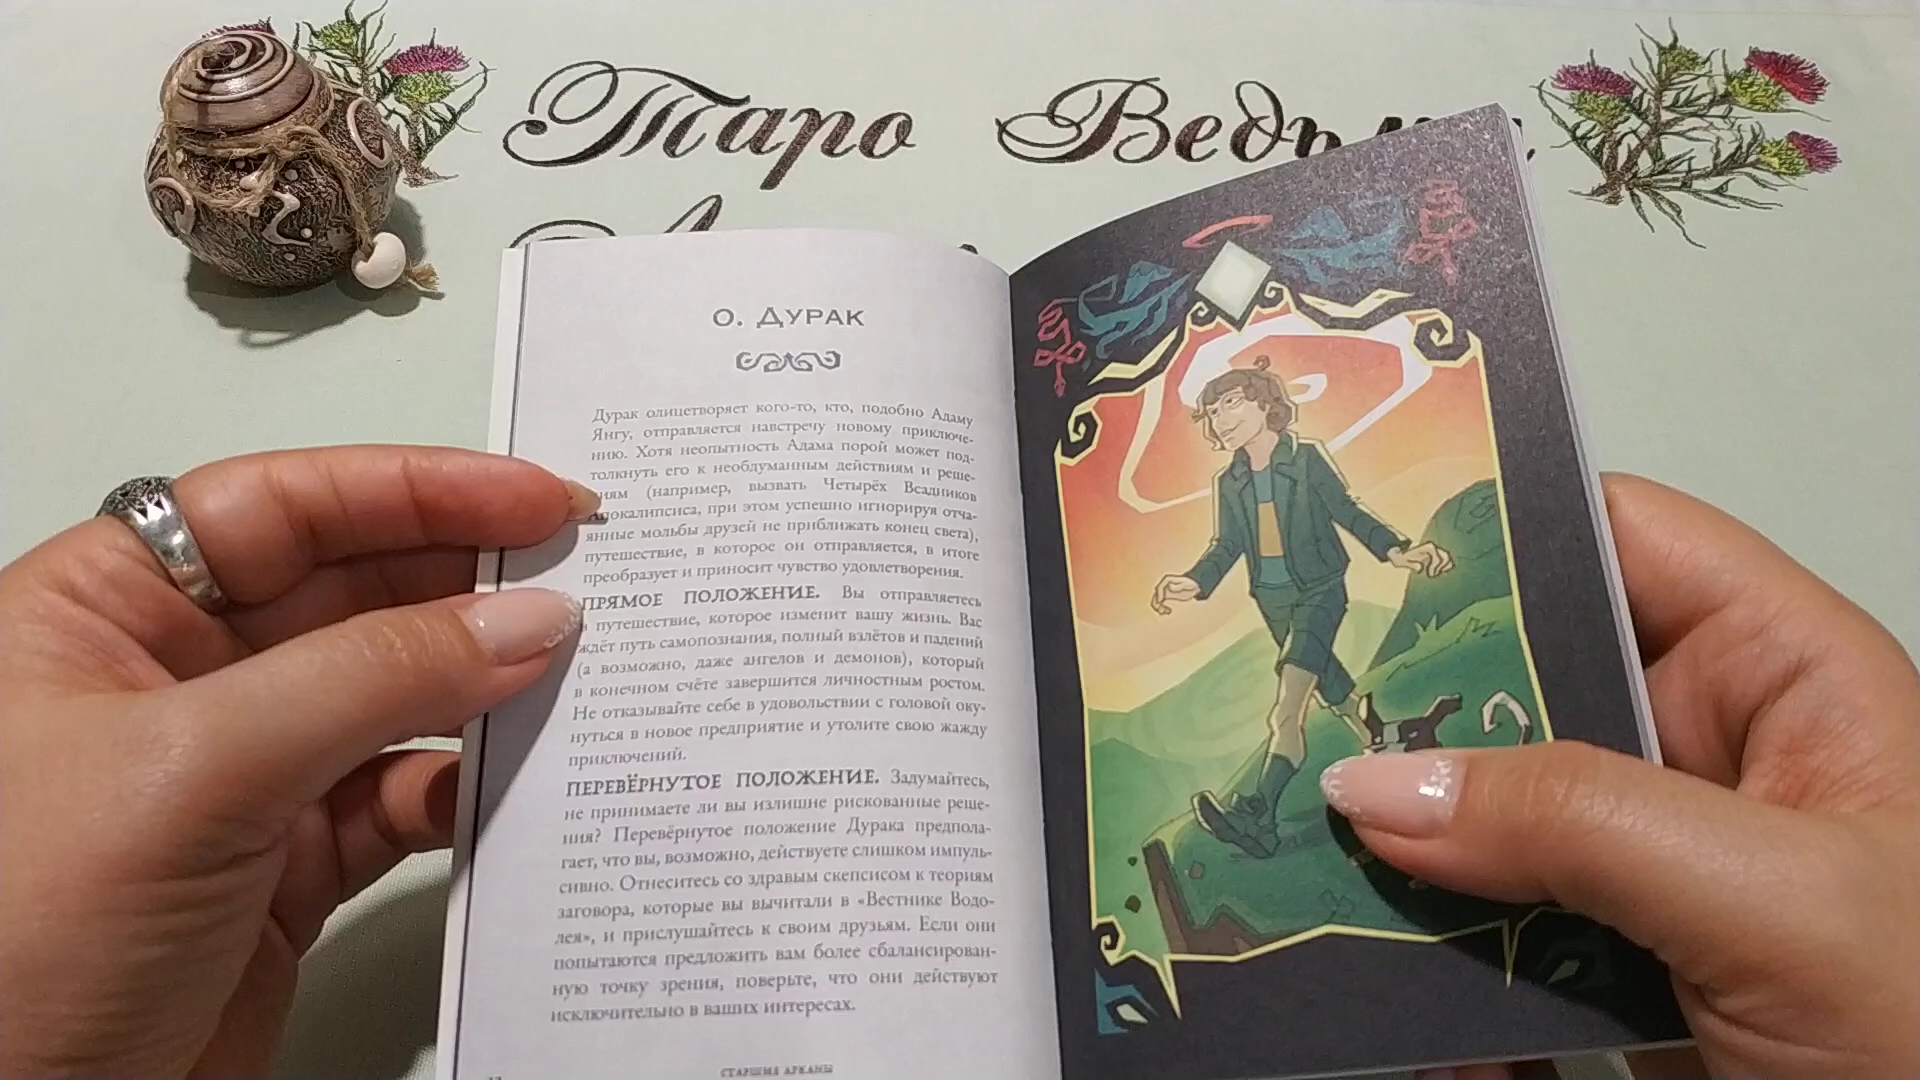 Таро Ведьма
О. ДУРАК
Дурак олицетворяет кого-то, кто, подобно Адаму
Янгу, отправляется навстречу новому приключе-
нию. Хотя неопытность Адама порой может под-
толкнуть его к необдуманным действиям и реше-
ниям (например, вызвать Четырёх Всадников
Апокалипсиса, при этом успешно игнорируя отча-
янные мольбы друзей не приближать конец света),
путешествие, в которое он отправляется, в итоге
преобразует и приносит чувство удовлетворения.
ПРЯМОЕ ПОЛОЖЕНИЕ. Вы отправляетесь
в путешествие, которое изменит вашу жизнь. Вас
ждёт путь самопознания, полный взлётов и падений
(а возможно, даже ангелов и демонов), который
в конечном счёте завершится личностным ростом.
Не отказывайте себе в удовольствии с головой оку-
нуться в новое предприятие и утолите свою жажду
приключений.
ПЕРЕВЁРНУТОЕ ПОЛОЖЕНИЕ. Задумайтесь,
не принимаете ли вы излишне рискованные реше-
ния? Перевёрнутое положение Дурака предпола-
гает, что вы, возможно, действуете слишком импуль-
сивно. Отнеситесь со здравым скепсисом к теориям
заговора, которые вы вычитали в «Вестнике Водо-
лея», и прислушайтесь к своим друзьям. Если они
попытаются предложить вам более сбалансирован-
ную точку зрения, поверьте, что они действуют
исключительно в ваших интересах.
СТАРШИЕ АРКАНЫ